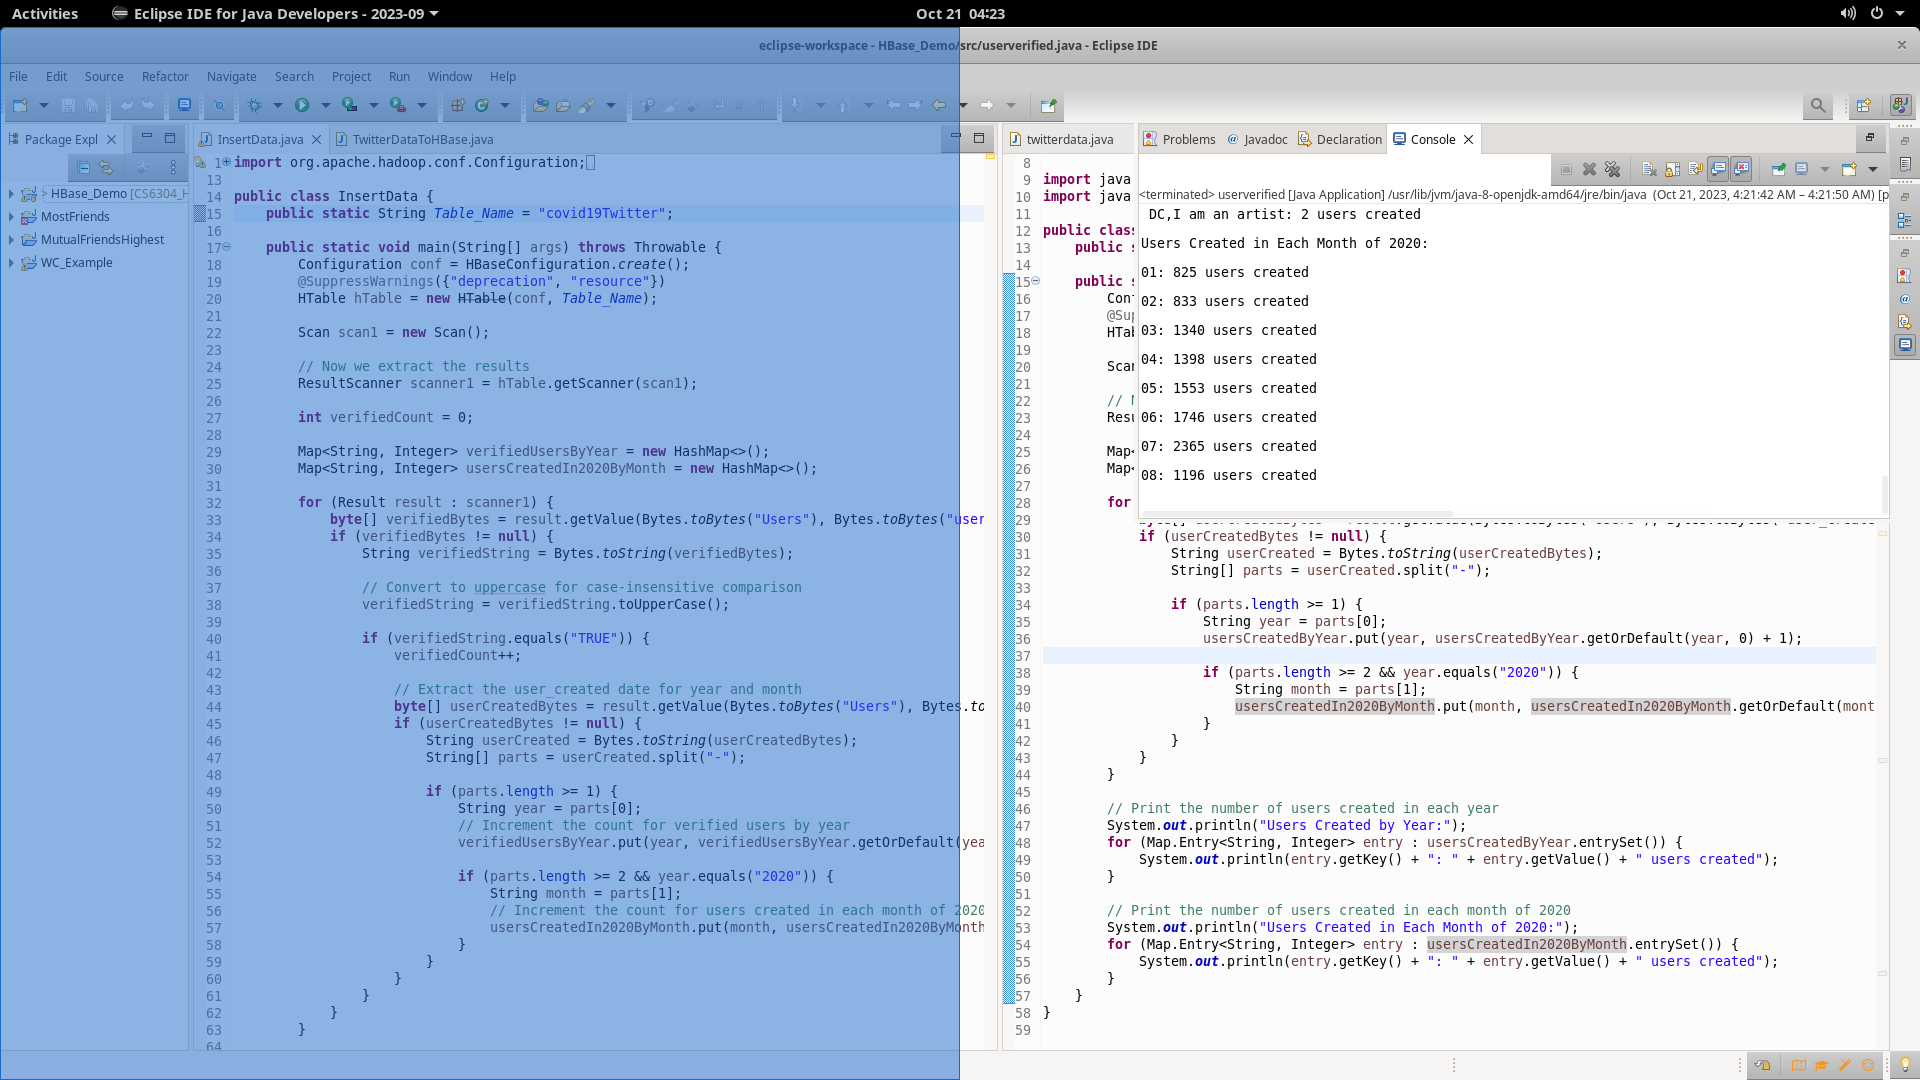 Activities
Eclipse IDE for Java Developers - 2023-09
Oct 21 04:23
eclipse-workspace - HBase_Demo/src/userverified.java - Eclipse IDE
File Edit Source Refactor Navigate Search Project Run Window Help
Package Expl
HBase_Demo [CS6304_H
MostFriends
MutualFriendsHighest
WC_Example
InsertData.java
TwitterDataToHBase.java
1 import org.apache.hadoop.conf.Configuration;
13
14 public class InsertData {
15 public static String Table_Name = "covid19Twitter";
16
17 public static void main(String[] args) throws Throwable {
18 Configuration conf = HBaseConfiguration.create();
19 @SuppressWarnings({"deprecation", "resource"})
20 HTable hTable = new HTable(conf, Table_Name);
21
22 Scan scan1 = new Scan();
23
24 // Now we extract the results
25 ResultScanner scanner1 = hTable.getScanner(scan1);
26
27 int verifiedCount = 0;
28
29 Map<String, Integer> verifiedUsersByYear = new HashMap<>();
30 Map<String, Integer> usersCreatedIn2020ByMonth = new HashMap<>();
31
32 for (Result result : scanner1) {
33 byte[] verifiedBytes = result.getValue(Bytes.toBytes("Users"), Bytes.toBytes("user
34 if (verifiedBytes != null) {
35 String verifiedString = Bytes.toString(verifiedBytes);
36
37 // Convert to uppercase for case-insensitive comparison
38 verifiedString = verifiedString.toUpperCase();
39
40 if (verifiedString.equals("TRUE")) {
41 verifiedCount++;
42
43 // Extract the user_created date for year and month
44 byte[] userCreatedBytes = result.getValue(Bytes.toBytes("Users"), Bytes.to
45 if (userCreatedBytes != null) {
46 String userCreated = Bytes.toString(userCreatedBytes);
47 String[] parts = userCreated.split("-");
48
49 if (parts.length >= 1) {
50 String year = parts[0];
51 // Increment the count for verified users by year
52 verifiedUsersByYear.put(year, verifiedUsersByYear.getOrDefault(yea
53
54 if (parts.length >= 2 && year.equals("2020")) {
55 String month = parts[1];
56 // Increment the count for users created in each month of 2020
57 usersCreatedIn2020ByMonth.put(month, usersCreatedIn2020ByMonth
58 }
59 }
60 }
61 }
62 }
63 }
64
twitterdata.java
8
9 import java
10 import java
11
12 public class
13 public s
14
15 public s
16 Con
17 @Sup
18 HTab
19
20 Scan
21
22 // N
23 Resu
24
25 Map<
26 Map<
27
28 for
29
30 if (userCreatedBytes != null) {
31 String userCreated = Bytes.toString(userCreatedBytes);
32 String[] parts = userCreated.split("-");
33
34 if (parts.length >= 1) {
35 String year = parts[0];
36 usersCreatedByYear.put(year, usersCreatedByYear.getOrDefault(year, 0) + 1);
37
38 if (parts.length >= 2 && year.equals("2020")) {
39 String month = parts[1];
40 usersCreatedIn2020ByMonth.put(month, usersCreatedIn2020ByMonth.getOrDefault(mont
41 }
42 }
43 }
44 }
45
46 // Print the number of users created in each year
47 System.out.println("Users Created by Year:");
48 for (Map.Entry<String, Integer> entry : usersCreatedByYear.entrySet()) {
49 System.out.println(entry.getKey() + ": " + entry.getValue() + " users created");
50 }
51
52 // Print the number of users created in each month of 2020
53 System.out.println("Users Created in Each Month of 2020:");
54 for (Map.Entry<String, Integer> entry : usersCreatedIn2020ByMonth.entrySet()) {
55 System.out.println(entry.getKey() + ": " + entry.getValue() + " users created");
56 }
57 }
58 }
59
Problems Javadoc Declaration Console
<terminated> userverified [Java Application] /usr/lib/jvm/java-8-openjdk-amd64/jre/bin/java (Oct 21, 2023, 4:21:42 AM – 4:21:50 AM) [p
DC,I am an artist: 2 users created
Users Created in Each Month of 2020:
01: 825 users created
02: 833 users created
03: 1340 users created
04: 1398 users created
05: 1553 users created
06: 1746 users created
07: 2365 users created
08: 1196 users created